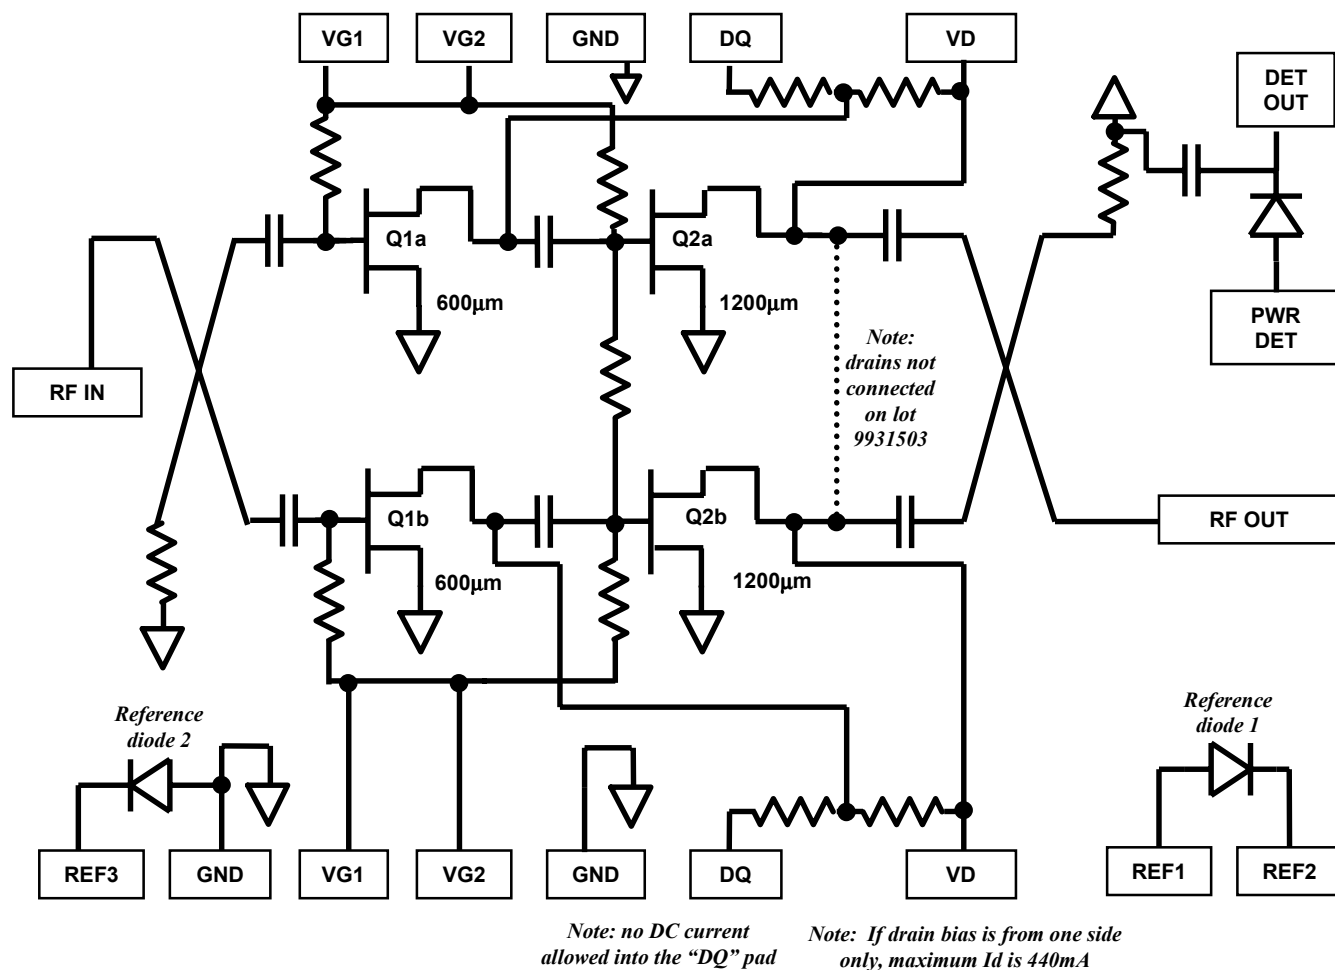 VG1
VG2
GND
DQ
VD
DET
OUT
Q1a
Q2a
600µm
1200µm
PWR
DET
Note:
drains not
connected
on lot
9931503
RF IN
Q1b
Q2b
RF OUT
600µm
1200µm
Reference
diode 2
Reference
diode 1
REF3
GND
VG1
VG2
GND
DQ
VD
REF1
REF2
Note: no DC current
allowed into the “DQ” pad
Note: If drain bias is from one side
only, maximum Id is 440mA